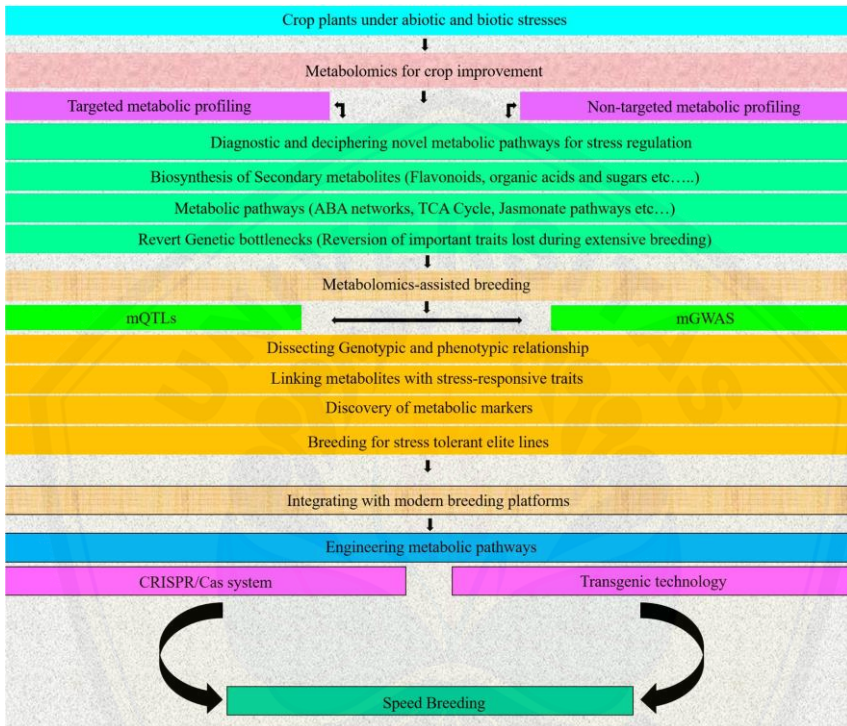 Crop plants under abiotic and biotic stresses
Metabolomics for crop improvement
Targeted metabolic profiling
Non-targeted metabolic profiling
Diagnostic and deciphering novel metabolic pathways for stress regulation
Biosynthesis of Secondary metabolites (Flavonoids, organic acids and sugars etc…..)
Metabolic pathways (ABA networks, TCA Cycle, Jasmonate pathways etc…)
Revert Genetic bottlenecks (Reversion of important traits lost during extensive breeding)
Metabolomics-assisted breeding
mQTLs
mGWAS
Dissecting Genotypic and phenotypic relationship
Linking metabolites with stress-responsive traits
Discovery of metabolic markers
Breeding for stress tolerant elite lines
Integrating with modern breeding platforms
Engineering metabolic pathways
CRISPR/Cas system
Transgenic technology
Speed Breeding